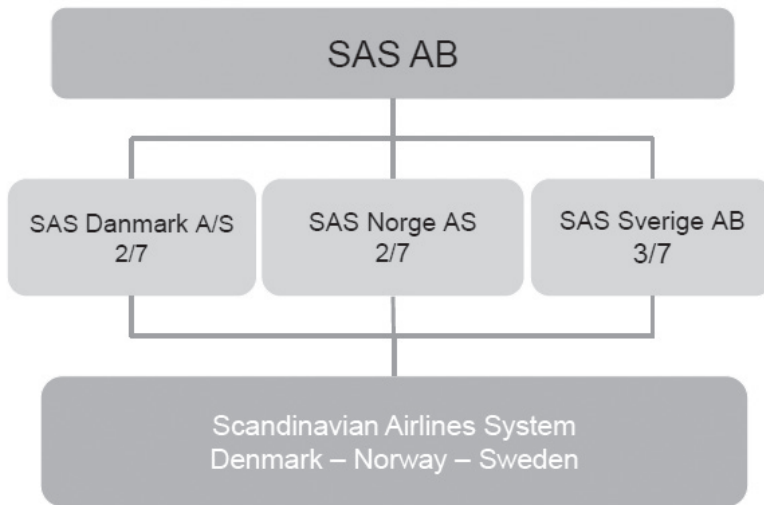 SAS AB
SAS Danmark A/S
2/7
SAS Norge AS
2/7
SAS Sverige AB
3/7
Scandinavian Airlines System
Denmark – Norway – Sweden